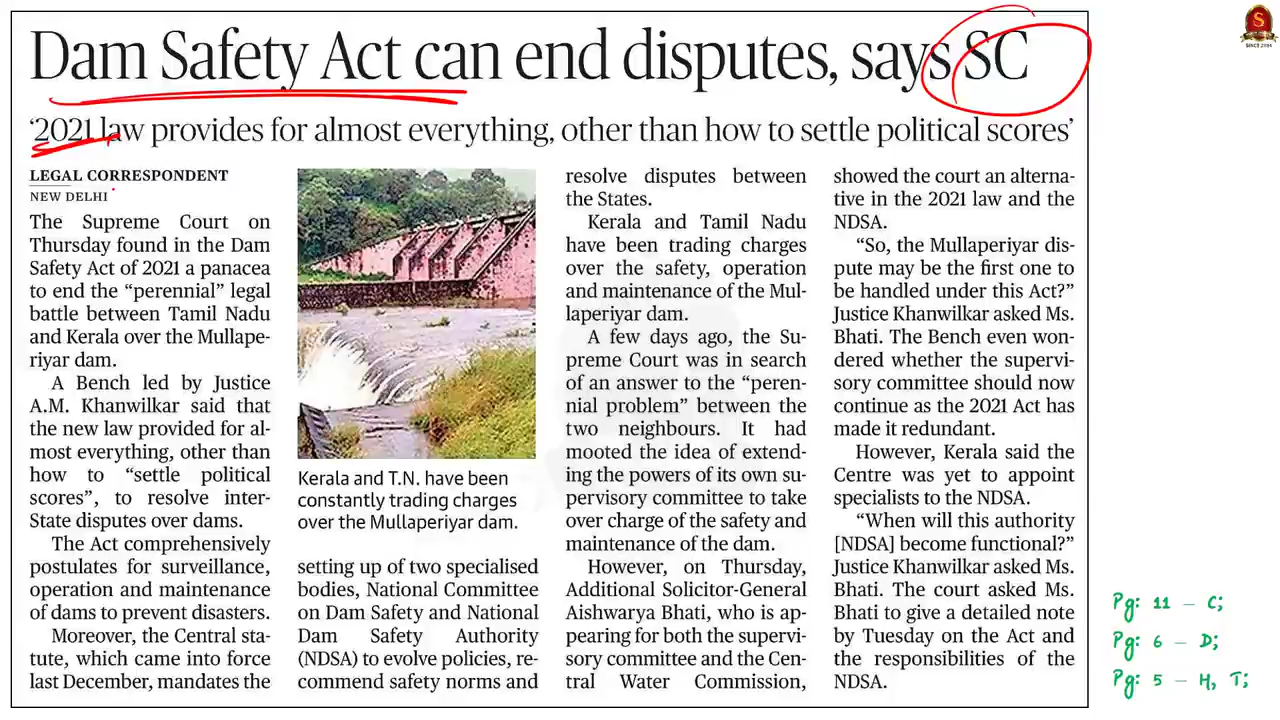 Dam Safety Act can end disputes, says SC
‘2021 law provides for almost everything, other than how to settle political scores’
LEGAL CORRESPONDENT
NEW DELHI
The Supreme Court on
Thursday found in the Dam
Safety Act of 2021 a panacea
to end the “perennial” legal
battle between Tamil Nadu
and Kerala over the Mullape-
riyar dam.
A Bench led by Justice
A.M. Khanwilkar said that
the new law provided for al-
most everything, other than
how to “settle political
scores”, to resolve inter-
State disputes over dams.
The Act comprehensively
postulates for surveillance,
operation and maintenance
of dams to prevent disasters.
Moreover, the Central sta-
tute, which came into force
last December, mandates the
Kerala and T.N. have been
constantly trading charges
over the Mullaperiyar dam.
setting up of two specialised
bodies, National Committee
on Dam Safety and National
Dam Safety Authority
(NDSA) to evolve policies, re-
commend safety norms and
resolve disputes between
the States.
Kerala and Tamil Nadu
have been trading charges
over the safety, operation
and maintenance of the Mul-
laperiyar dam.
A few days ago, the Su-
preme Court was in search
of an answer to the “peren-
nial problem” between the
two neighbours. It had
mooted the idea of extend-
ing the powers of its own su-
pervisory committee to take
over charge of the safety and
maintenance of the dam.
However, on Thursday,
Additional Solicitor-General
Aishwarya Bhati, who is ap-
pearing for both the supervi-
sory committee and the Cen-
tral Water Commission,
showed the court an alterna-
tive in the 2021 law and the
NDSA.
“So, the Mullaperiyar dis-
pute may be the first one to
be handled under this Act?”
Justice Khanwilkar asked Ms.
Bhati. The Bench even won-
dered whether the supervi-
sory committee should now
continue as the 2021 Act has
made it redundant.
However, Kerala said the
Centre was yet to appoint
specialists to the NDSA.
“When will this authority
[NDSA] become functional?”
Justice Khanwilkar asked Ms.
Bhati. The court asked Ms.
Bhati to give a detailed note
by Tuesday on the Act and
the responsibilities of the
NDSA.
S
SINCE 2004
Pg: 11 – C;
Pg: 6 – D;
Pg: 5 – H, T;